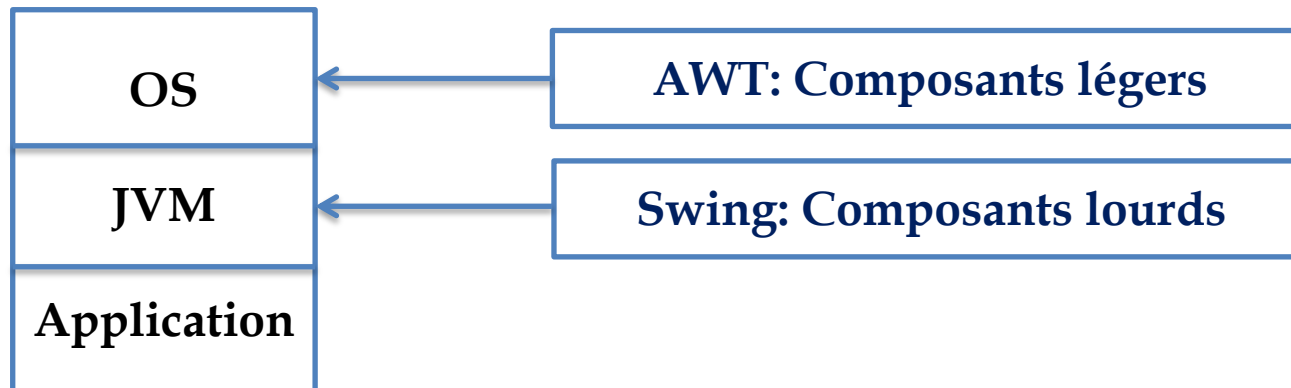 OS
AWT: Composants légers
JVM
Swing: Composants lourds
Application